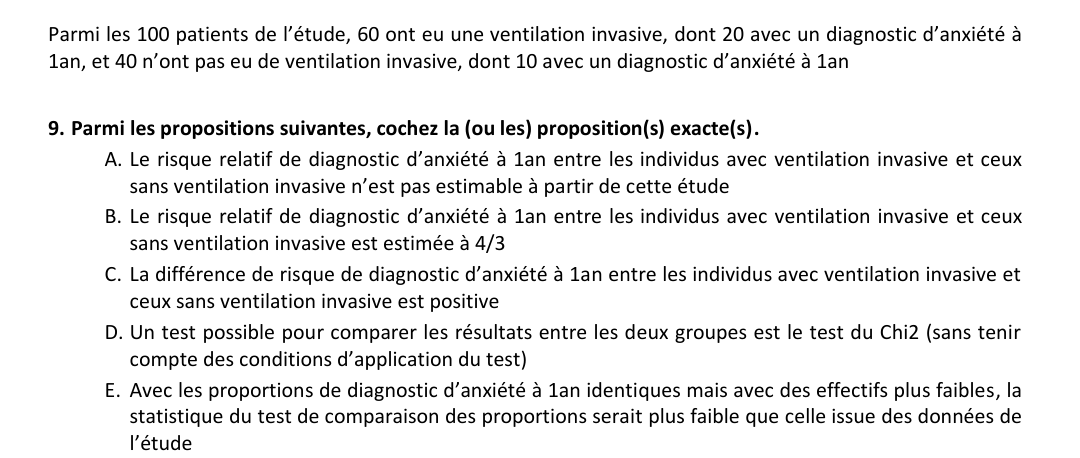 Parmi les 100 patients de l’étude, 60 ont eu une ventilation invasive, dont 20 avec un diagnostic d’anxiété à
1an, et 40 n’ont pas eu de ventilation invasive, dont 10 avec un diagnostic d’anxiété à 1an
9. Parmi les propositions suivantes, cochez la (ou les) proposition(s) exacte(s).
A. Le risque relatif de diagnostic d’anxiété à 1an entre les individus avec ventilation invasive et ceux
sans ventilation invasive n’est pas estimable à partir de cette étude
B. Le risque relatif de diagnostic d’anxiété à 1an entre les individus avec ventilation invasive et ceux
sans ventilation invasive est estimée à 4/3
C. La différence de risque de diagnostic d’anxiété à 1an entre les individus avec ventilation invasive et
ceux sans ventilation invasive est positive
D. Un test possible pour comparer les résultats entre les deux groupes est le test du Chi2 (sans tenir
compte des conditions d’application du test)
E. Avec les proportions de diagnostic d’anxiété à 1an identiques mais avec des effectifs plus faibles, la
statistique du test de comparaison des proportions serait plus faible que celle issue des données de
l’étude